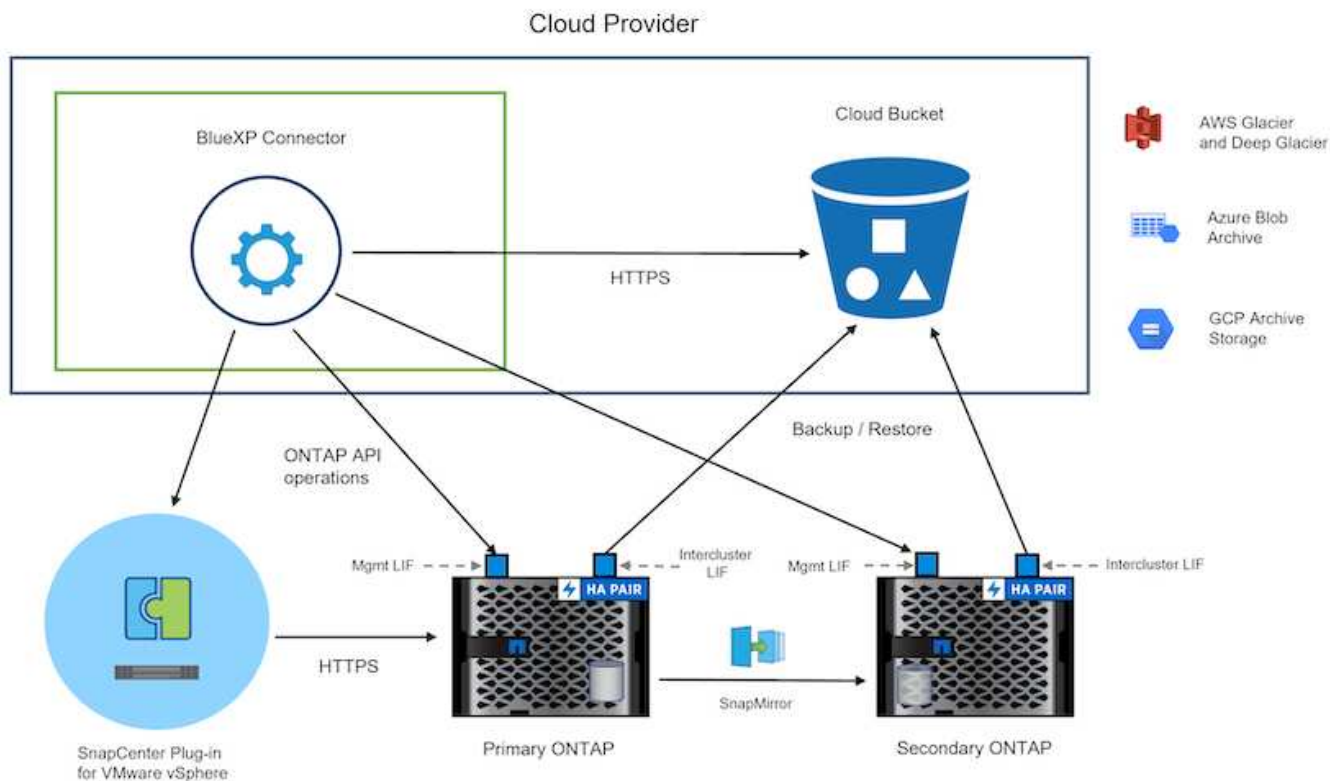 Cloud Provider
BlueXP Connector
Cloud Bucket
AWS Glacier
and Deep Glacier
HTTPS
Azure Blob
Archive
GCP Archive
Storage
Backup / Restore
ONTAP API
operations
Mgmt LIF
Intercluster
LIF
Mgmt LIF
Intercluster LIF
HA PAIR
HA PAIR
HTTPS
SnapMirror
SnapCenter Plug-in
for VMware vSphere
Primary ONTAP
Secondary ONTAP